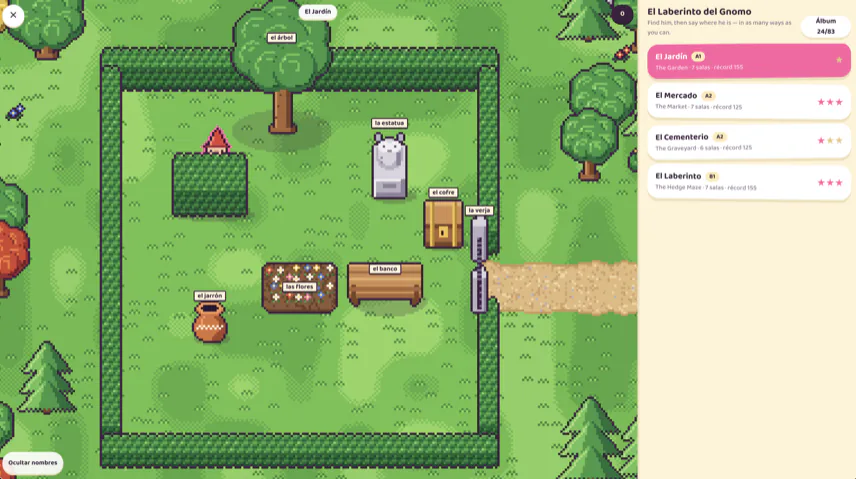 El Jardín
0
el árbol
la estatua
el cofre
la verja
el banco
las flores
el jarrón
Ocultar nombres
El Laberinto del Gnomo
Find him, then say where he is — in as many ways as
you can.
Álbum
24/83
El Jardín A1
The Garden · 7 salas · récord 155
El Mercado A2
The Market · 7 salas · récord 125
El Cementerio A2
The Graveyard · 6 salas · récord 125
El Laberinto B1
The Hedge Maze · 7 salas · récord 155